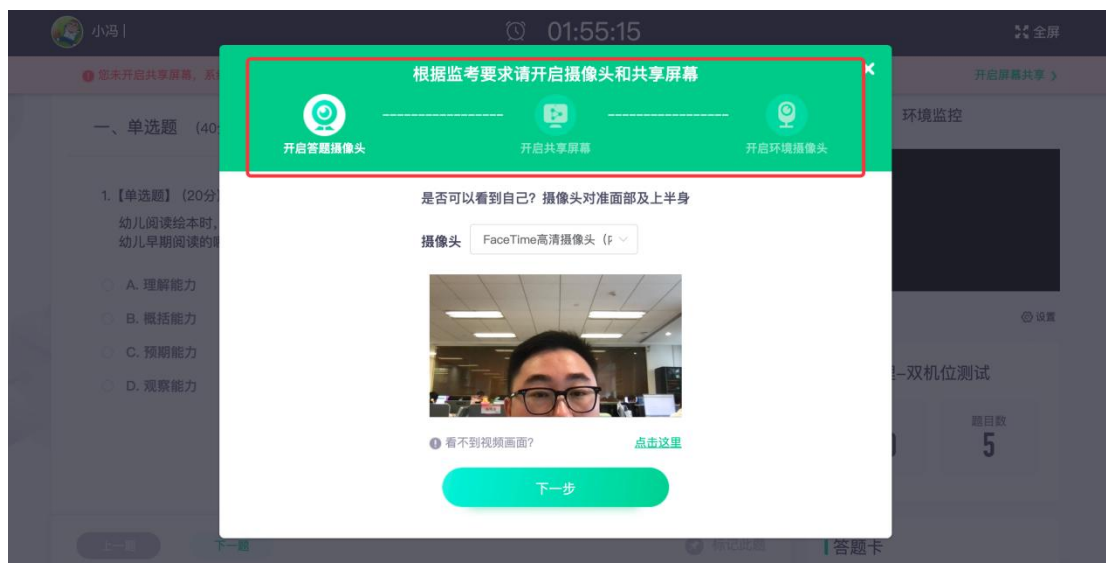 小冯 |
01:55:15
全屏
您未开启共享屏幕，系
开启屏幕共享 >
根据监考要求请开启摄像头和共享屏幕
开启答题摄像头
开启共享屏幕
开启环境摄像头
一、单选题 (40
环境监控
1.【单选题】 (20分)
幼儿阅读绘本时，
幼儿早期阅读的
A. 理解能力
B. 概括能力
C. 预期能力
D. 观察能力
是否可以看到自己？摄像头对准面部及上半身
摄像头
FaceTime高清摄像头（
看不到视频画面？
点击这里
下一步
设置
–双机位测试
题目数
5
上一题
下一题
标记此题
答题卡